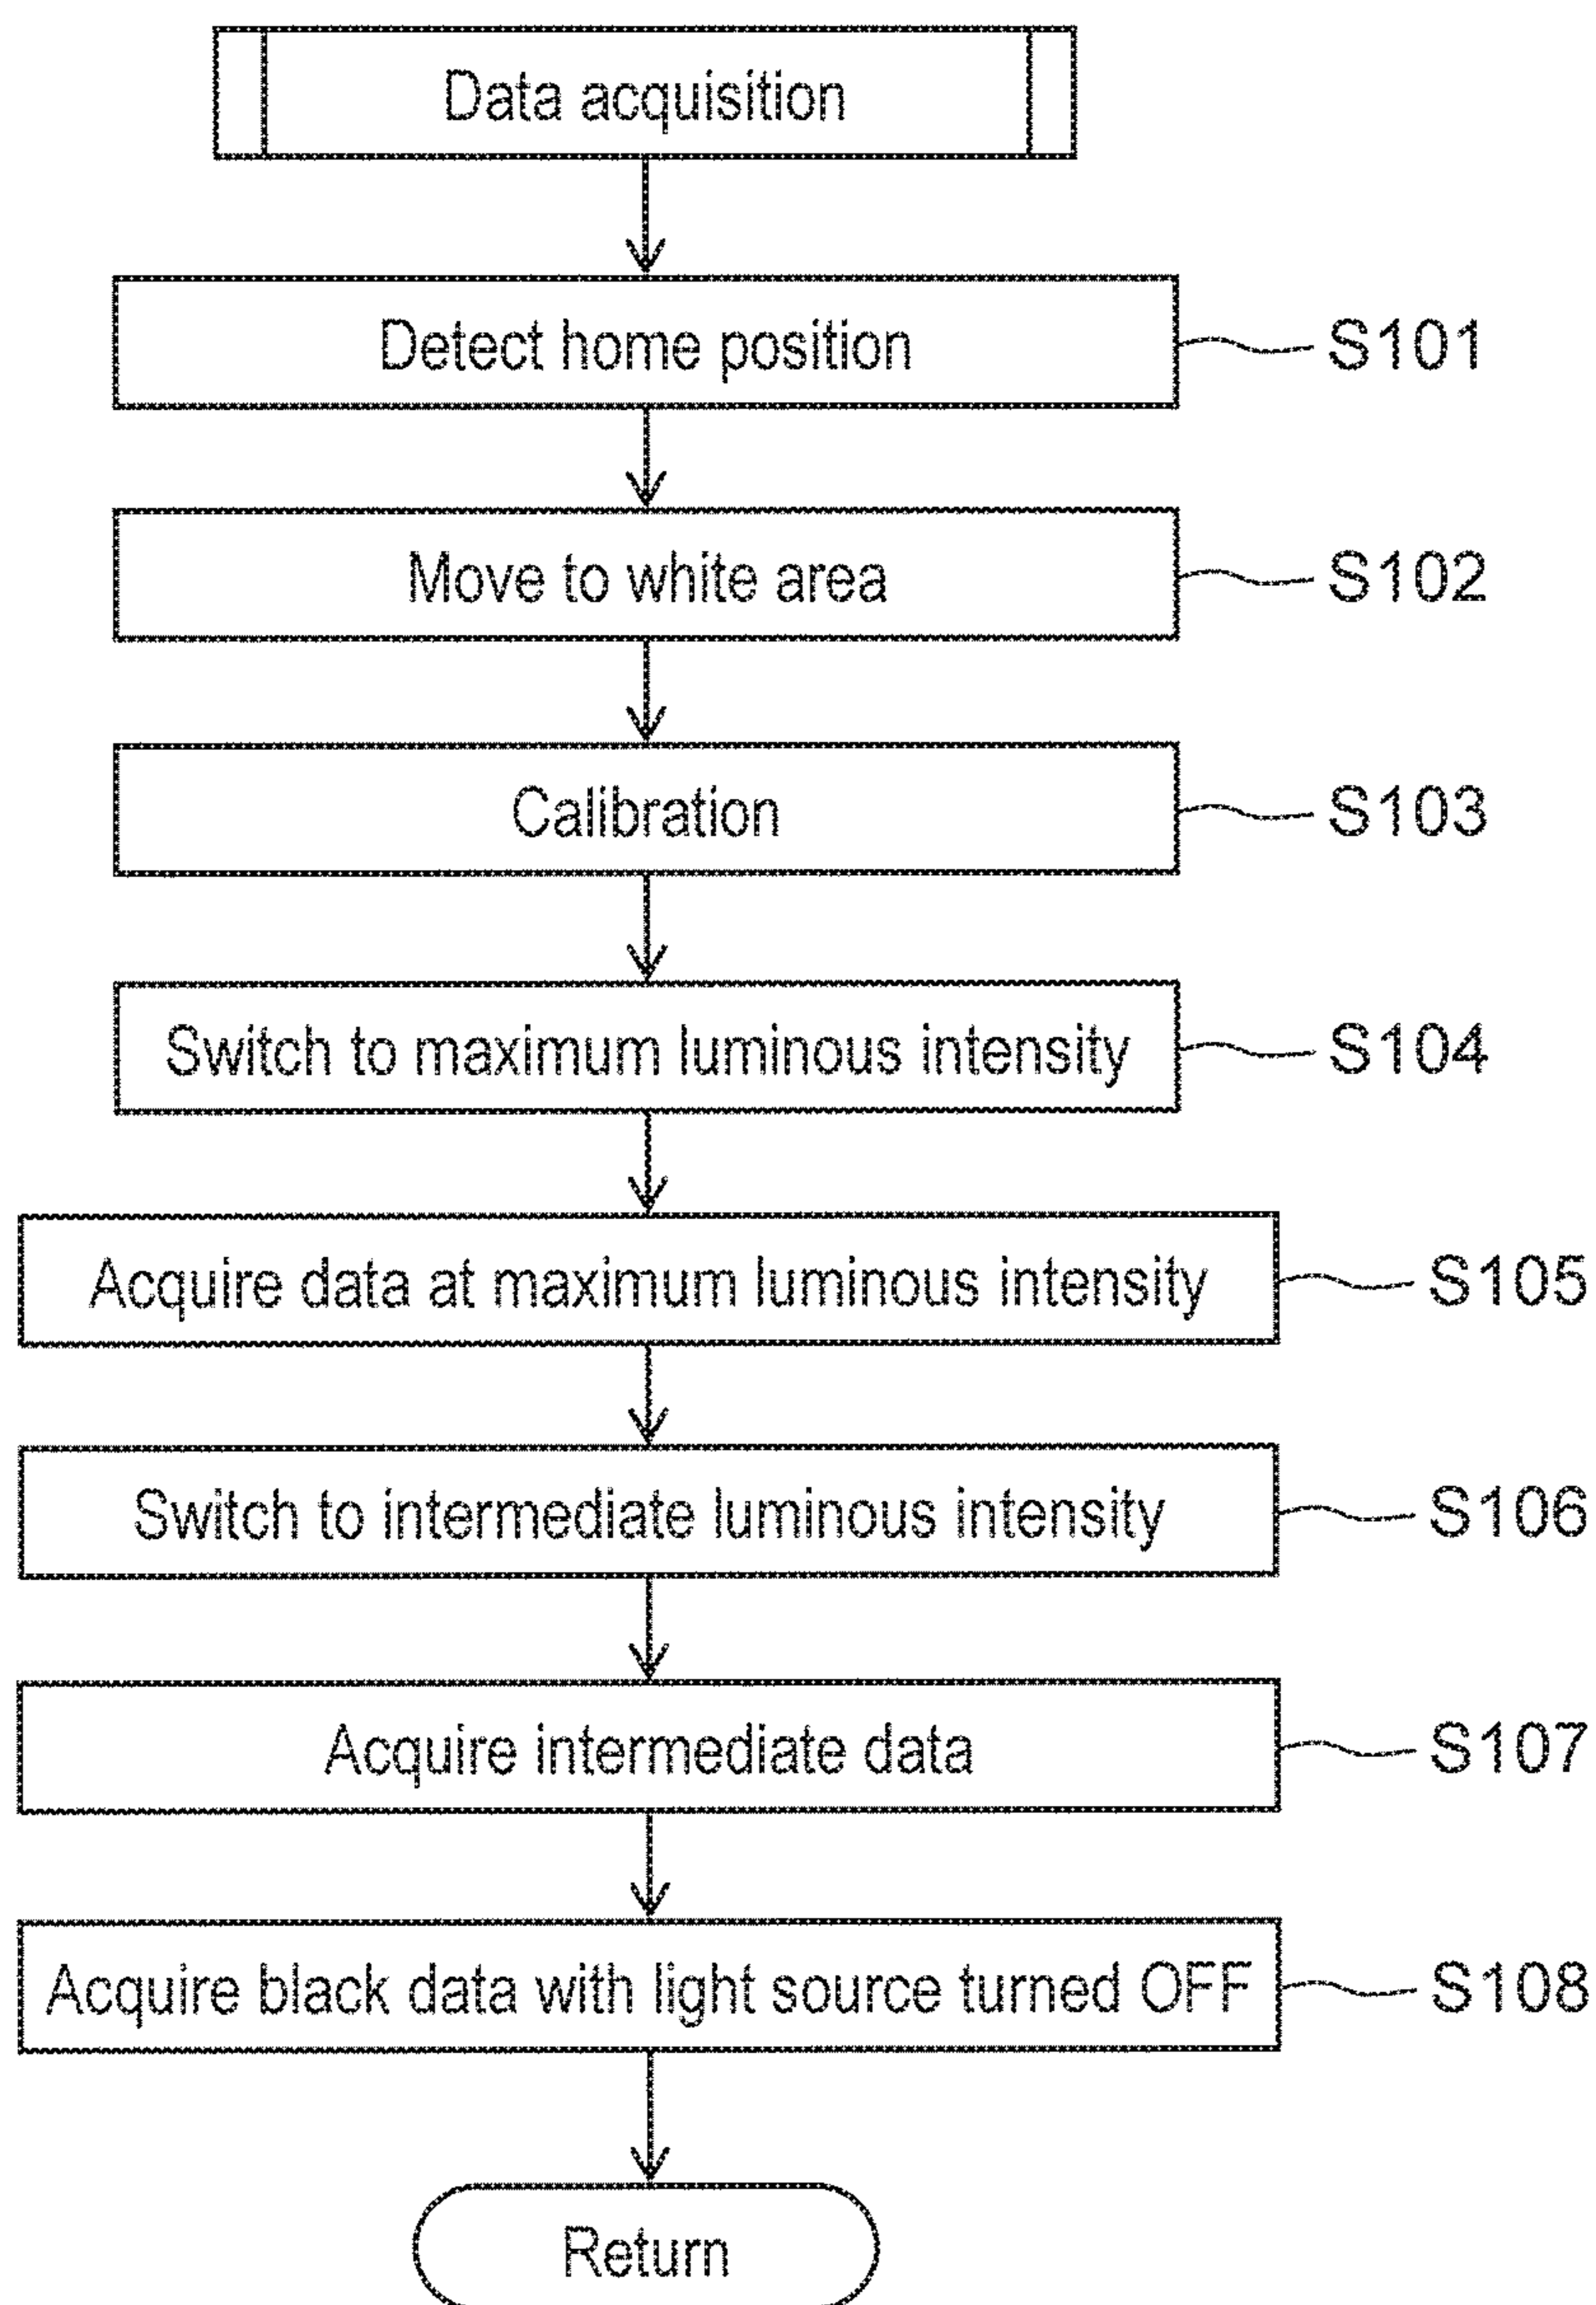 Data acquisition
Detect home position S101
Move to white area S102
Calibration S103
Switch to maximum luminous intensity S104
Acquire data at maximum luminous intensity S105
Switch to intermediate luminous intensity S106
Acquire intermediate data S107
Acquire black data with light source turned OFF S108
Return